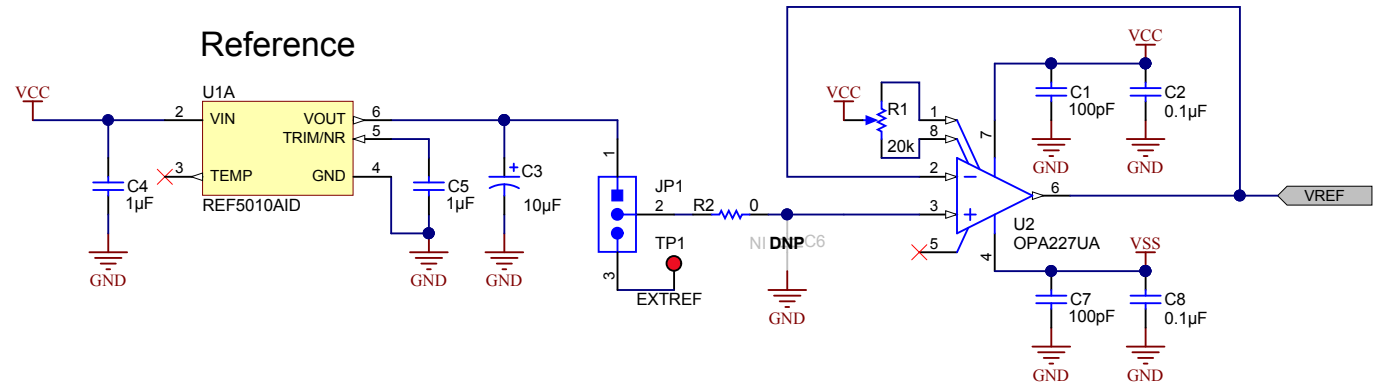 Reference
VCC
U1A
2 VIN
VOUT 6
TRIM/NR 5
3 TEMP
GND 4
REF5010AID
C4
1µF
GND
C5
1µF
GND
+
C3
10µF
GND
1
JP1
2
R2 0
TP1
3
EXTREF
NI DNP C6
GND
VCC
R1
20k
1
8
2
3
5
7
4
6
U2
OPA227UA
VCC
C1
100pF
GND
C2
0.1µF
GND
VREF
VSS
C7
100pF
GND
C8
0.1µF
GND